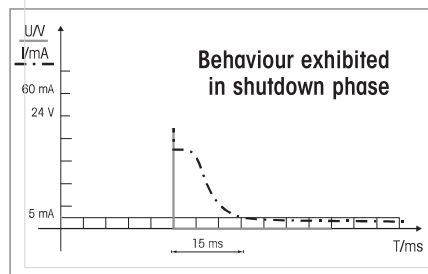 U/V
I/mA
Behaviour exhibited
in shutdown phase
60 mA
24 V
5 mA
15 ms
T/ms